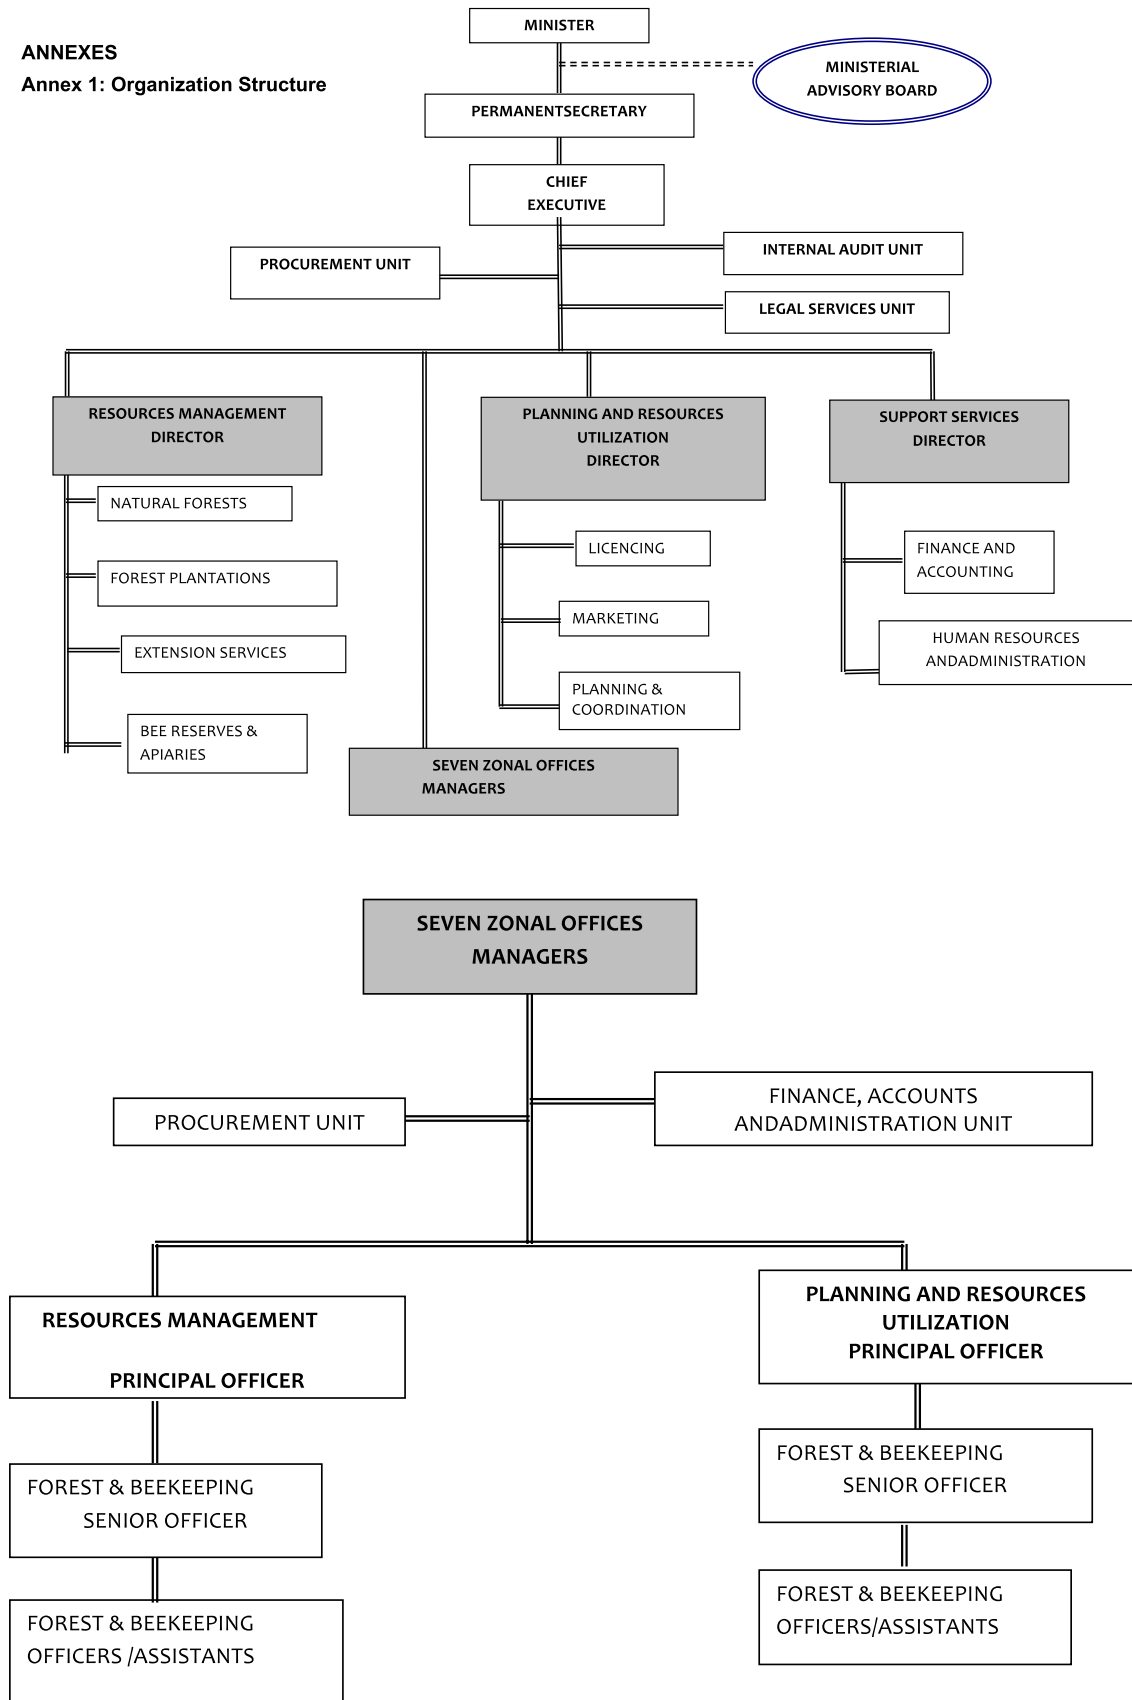 MINISTER
ANNEXES
Annex 1: Organization Structure
MINISTERIAL
ADVISORY BOARD
PERMANENTSECRETARY
CHIEF
EXECUTIVE
PROCUREMENT UNIT
INTERNAL AUDIT UNIT
LEGAL SERVICES UNIT
RESOURCES MANAGEMENT
DIRECTOR
NATURAL FORESTS
FOREST PLANTATIONS
EXTENSION SERVICES
BEE RESERVES &
APIARIES
PLANNING AND RESOURCES
UTILIZATION
DIRECTOR
LICENCING
MARKETING
PLANNING &
COORDINATION
SUPPORT SERVICES
DIRECTOR
FINANCE AND
ACCOUNTING
HUMAN RESOURCES
ANDADMINISTRATION
SEVEN ZONAL OFFICES
MANAGERS
SEVEN ZONAL OFFICES
MANAGERS
PROCUREMENT UNIT
FINANCE, ACCOUNTS
ANDADMINISTRATION UNIT
RESOURCES MANAGEMENT
PRINCIPAL OFFICER
FOREST & BEEKEEPING
SENIOR OFFICER
FOREST & BEEKEEPING
OFFICERS /ASSISTANTS
PLANNING AND RESOURCES
UTILIZATION
PRINCIPAL OFFICER
FOREST & BEEKEEPING
SENIOR OFFICER
FOREST & BEEKEEPING
OFFICERS/ASSISTANTS